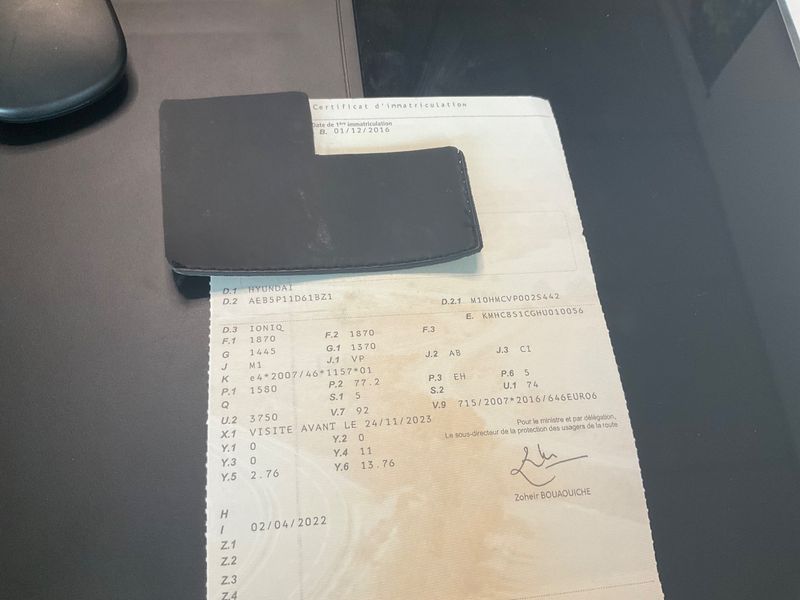 Certificat d'immatriculation
Date de 1ère immatriculation
B. 01/12/2016
D.1 HYUNDAI
D.2 AEB5P11D61BZ1 D.2.1 M10HMCVP002S442
E. KMHC851CGHU010056
D.3 IONIQ
F.1 1870 F.2 1870 F.3
G 1445 G.1 1370
J M1 J.1 VP J.2 AB J.3 CI
K e4*2007/46*1157*01
P.1 1580 P.2 77.2 P.3 EH P.6 5
Q S.1 5 S.2 U.1 74
U.2 3750 V.7 92 V.9 715/2007*2016/646EURO6
X.1 VISITE AVANT LE 24/11/2023
Y.1 0 Y.2 0
Y.3 0 Y.4 11
Y.5 2.76 Y.6 13.76
Pour le ministre et par délégation,
Le sous-directeur de la protection des usagers de la route
Zoheir BOUAOUICHE
H
I 02/04/2022
Z.1
Z.2
Z.3
Z.4